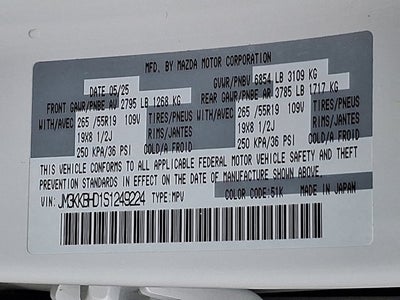 MFD. BY MAZDA MOTOR CORPORATION
DATE 05/25 GVWR/PNBV 6854 LB 3109 KG
FRONT GAWR/PNBE AV 2795 LB 1268 KG REAR GAWR/PNBE AR 3785 LB 1717 KG
WITH/AVEC 265 /55R19 109V TIRES/PNEUS WITH/AVEC 265 /55R19 109V TIRES/PNEUS
19X8 1/2J RIMS/JANTES 19X8 1/2J RIMS/JANTES
250 KPA/36 PSI COLD/A FROID 250 KPA/36 PSI COLD/A FROID
THIS VEHICLE CONFORMS TO ALL APPLICABLE FEDERAL MOTOR VEHICLE SAFETY AND THEFT
PREVENTION STANDARDS IN EFFECT ON THE DATE OF MANUFACTURE SHOWN ABOVE.
COLOR CODE:51K MADE IN JAPAN
VIN: JM3KKBHD1S1249224 TYPE:MPV